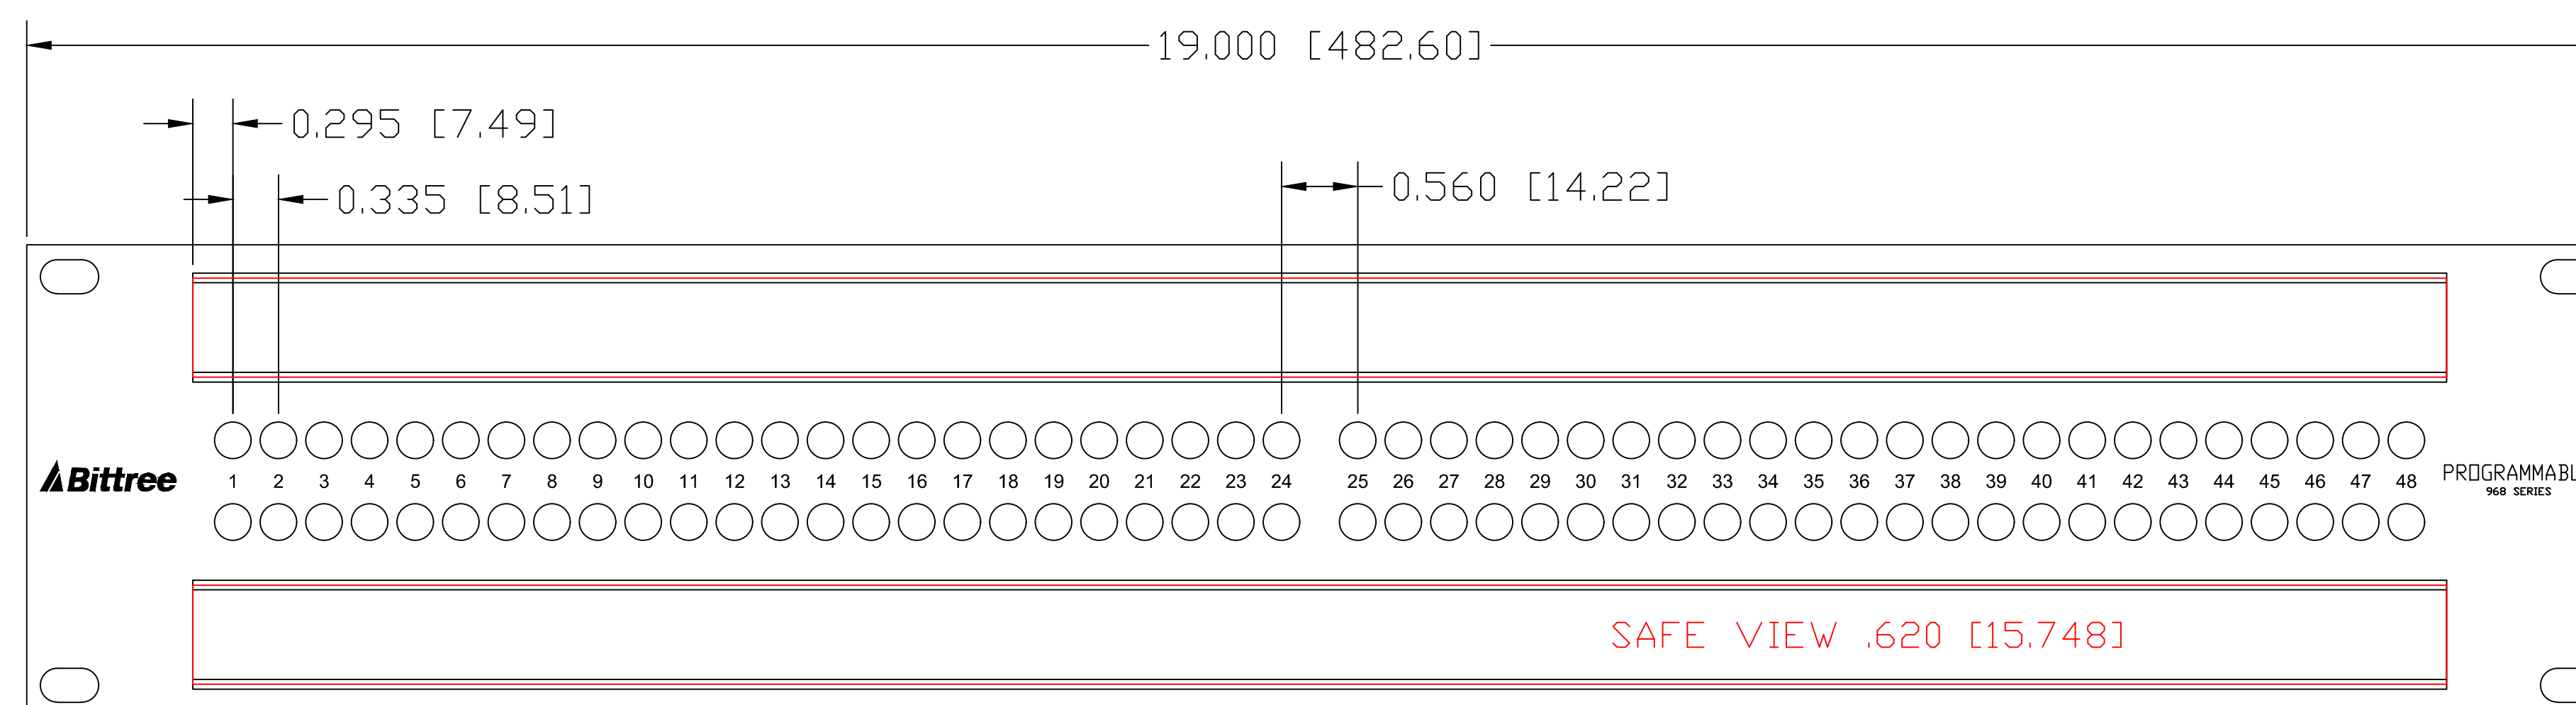 19.000 [482.60]
0.295 [7.49]
0.560 [14.22]
0.335 [8.51]
Bittree 1 2 3 4 5 6 7 8 9 10 11 12 13 14 15 16 17 18 19 20 21 22 23 24 25 26 27 28 29 30 31 32 33 34 35 36 37 38 39 40 41 42 43 44 45 46 47 48 PROGRAMMABL
968 SERIES
SAFE VIEW .620 [15.748]